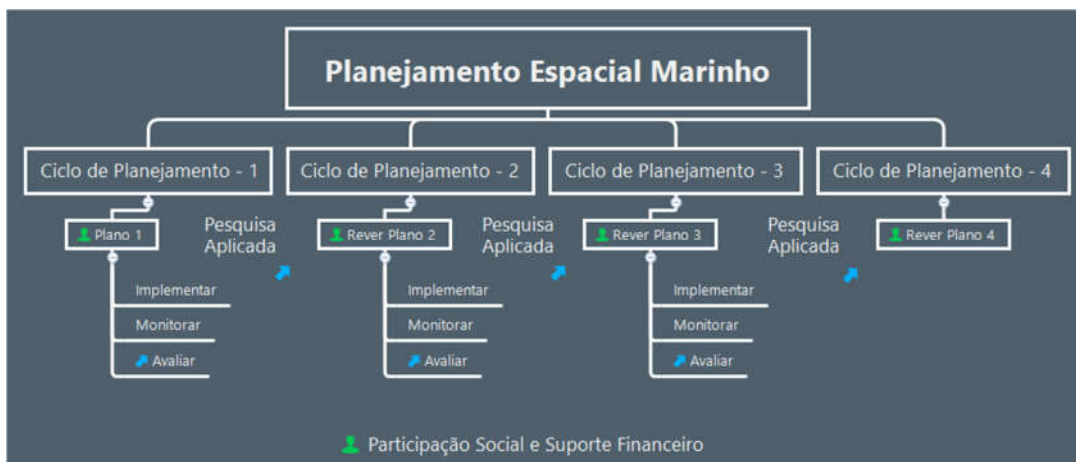 Planejamento Espacial Marinho
Ciclo de Planejamento - 1
Ciclo de Planejamento - 2
Ciclo de Planejamento - 3
Ciclo de Planejamento - 4
Plano 1
Pesquisa
Aplicada
Rever Plano 2
Pesquisa
Aplicada
Rever Plano 3
Pesquisa
Aplicada
Rever Plano 4
Implementar
Monitorar
Avaliar
Implementar
Monitorar
Avaliar
Implementar
Monitorar
Avaliar
Participação Social e Suporte Financeiro